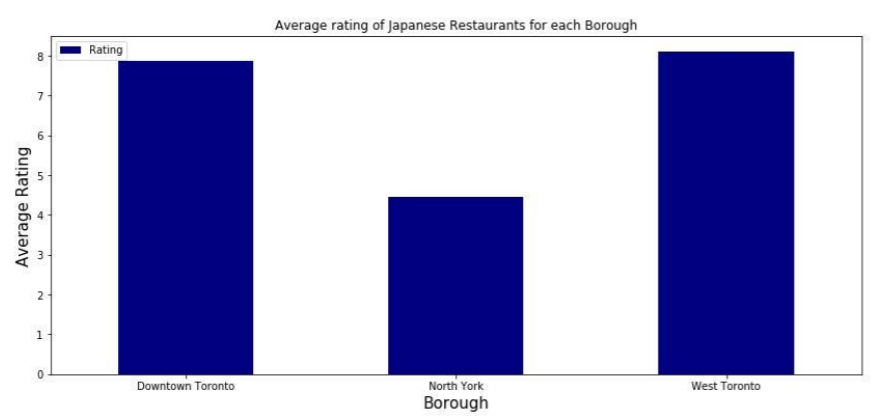 Average rating of Japanese Restaurants for each Borough
Rating
8
7
6
5
4
3
2
1
0
Average Rating
Downtown Toronto North York West Toronto
Borough